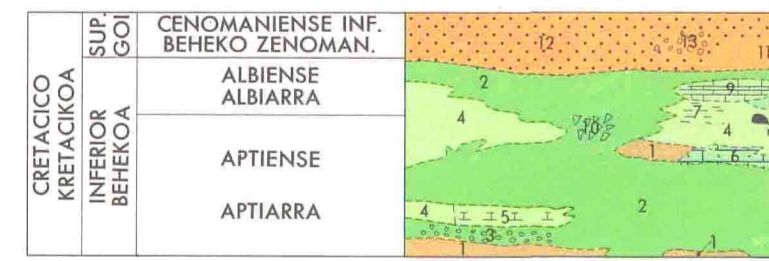 CRETACICO
KRETACIKOA
SUP.
GOI
INFERIOR
BEHEKOA
CENOMANIENSE INF.
BEHEKO ZENOMAN.
ALBIENSE
ALBIARRA
APTIENSE
APTIARRA
12
13
11
2
9
7
4
10
4
1
6
2
4
5
3
1
1